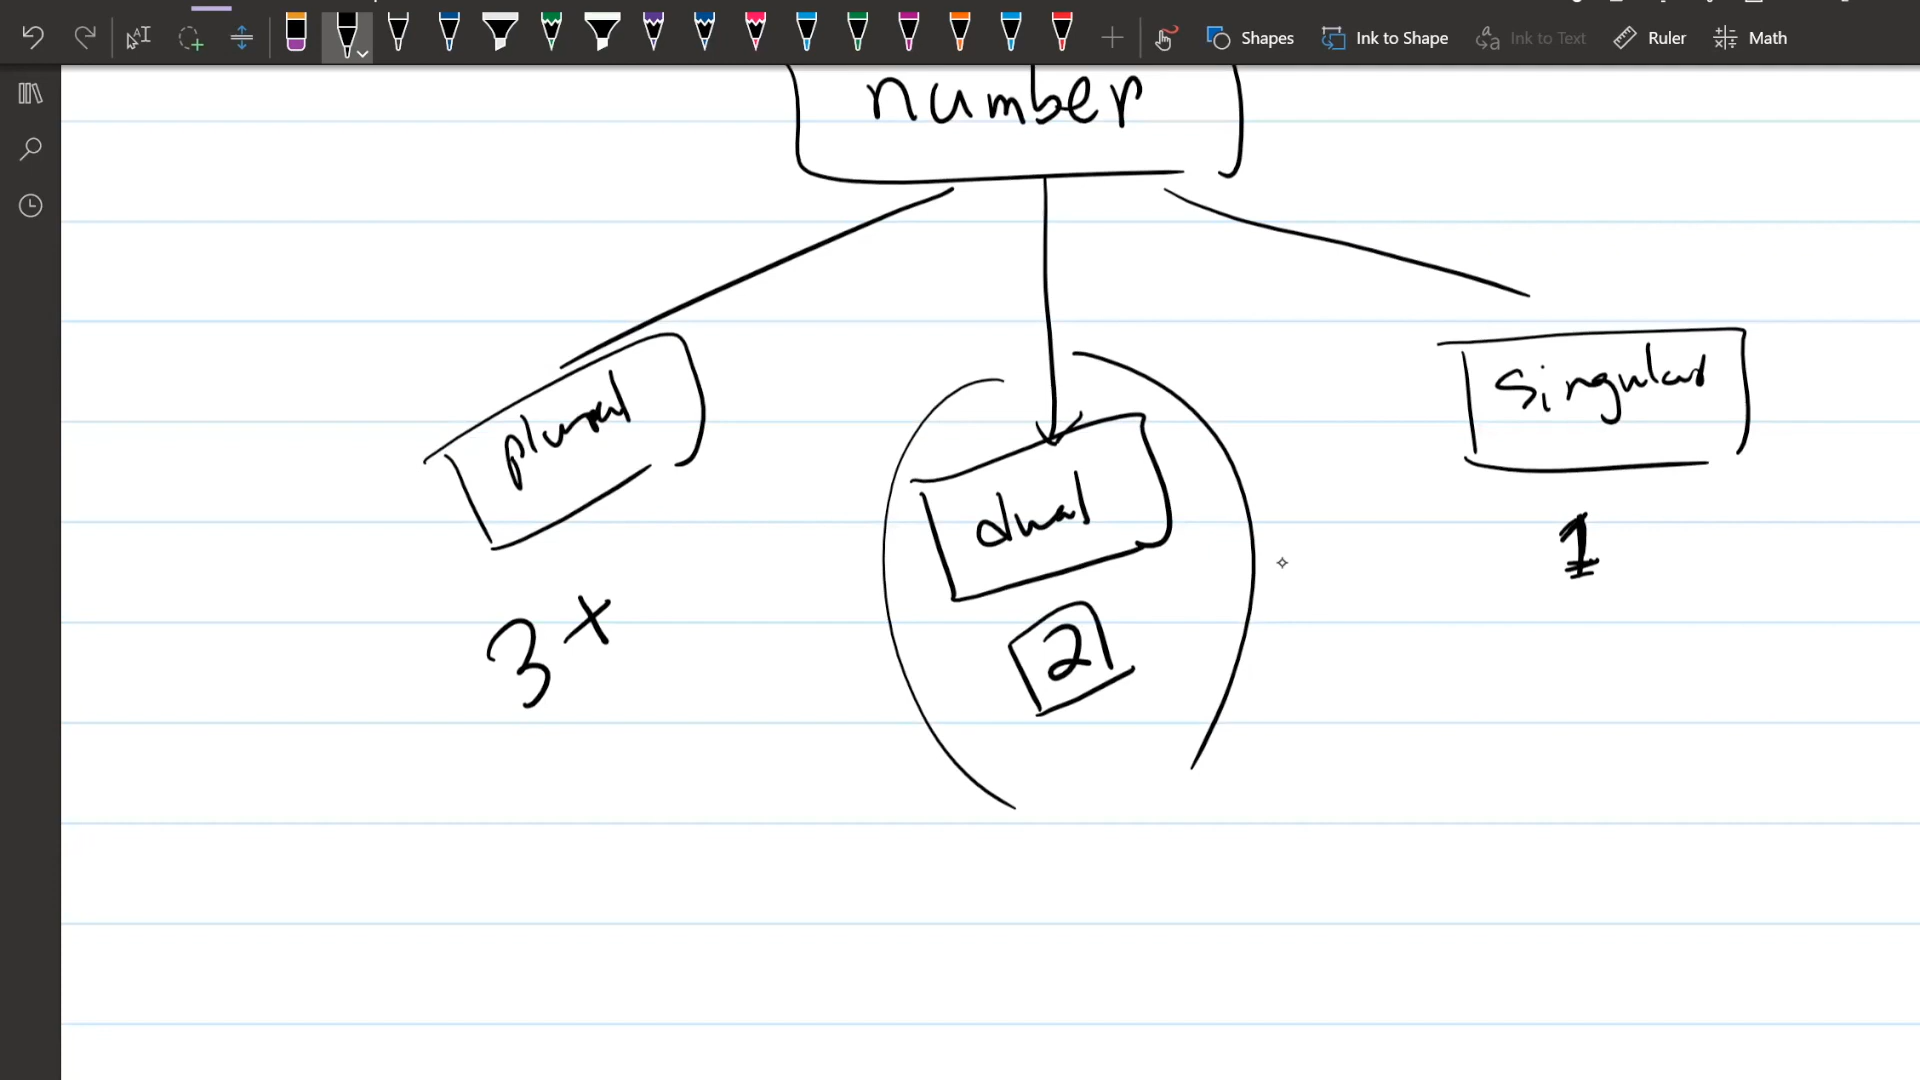 Shapes
Ink to Shape
Ink to Text
Ruler
Math
number
plural
dual
singular
3+
2
1